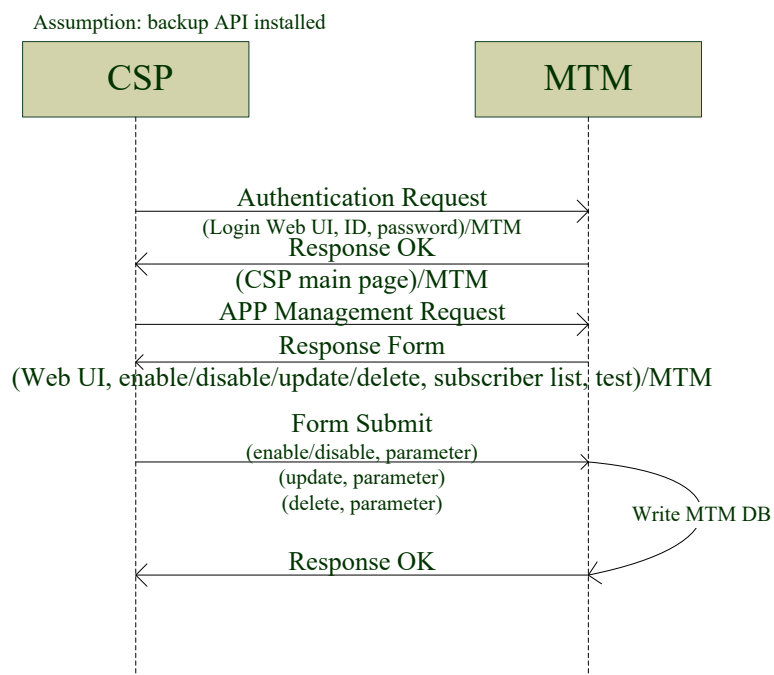 Assumption: backup API installed
CSP
MTM
Authentication Request
(Login Web UI, ID, password)/MTM
Response OK
(CSP main page)/MTM
APP Management Request
Response Form
(Web UI, enable/disable/update/delete, subscriber list, test)/MTM
Form Submit
(enable/disable, parameter)
(update, parameter)
(delete, parameter)
Write MTM DB
Response OK